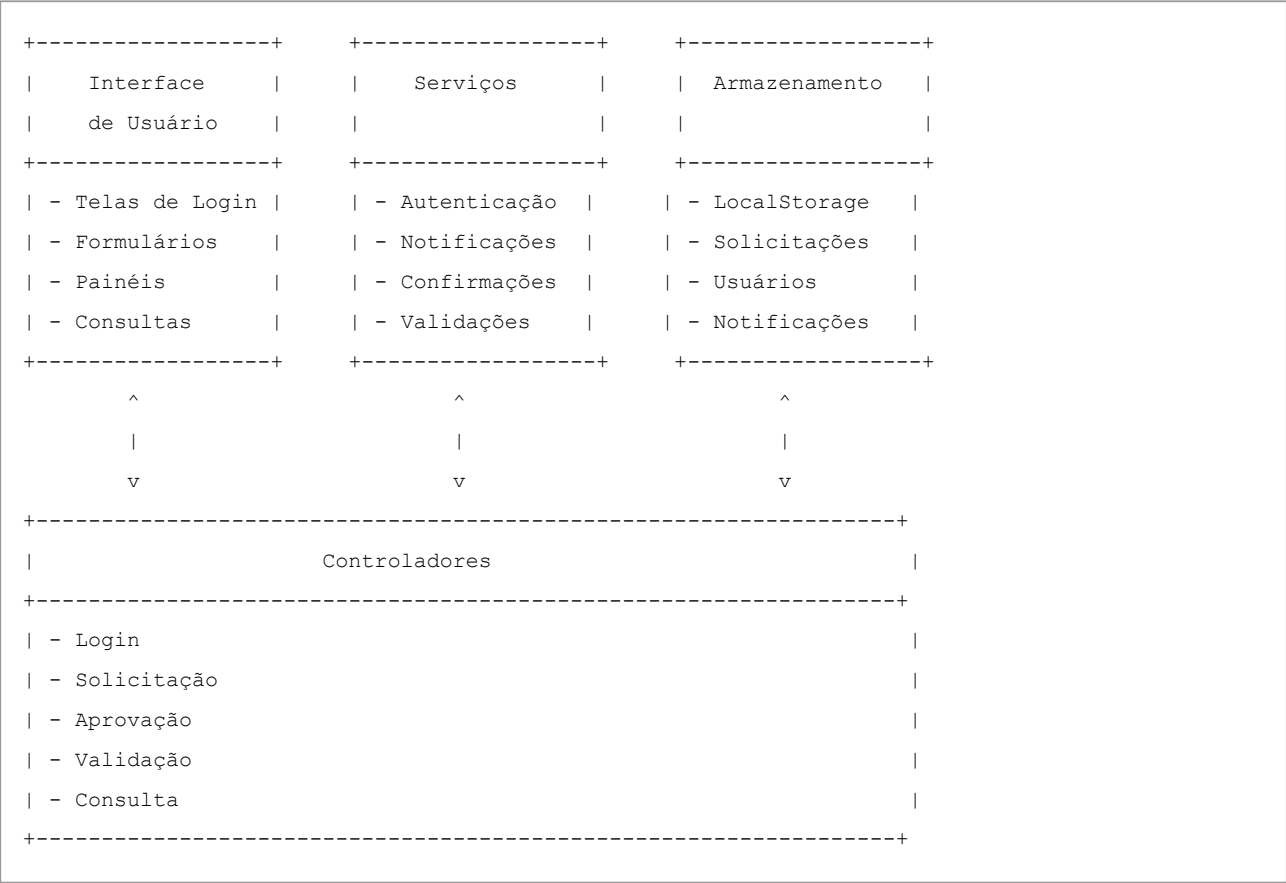 +------------------+ +------------------+ +------------------+
| Interface | | Serviços | | Armazenamento |
| de Usuário | | | | |
+------------------+ +------------------+ +------------------+
| - Telas de Login | | - Autenticação | | - LocalStorage |
| - Formulários | | - Notificações | | - Solicitações |
| - Painéis | | - Confirmações | | - Usuários |
| - Consultas | | - Validações | | - Notificações |
+------------------+ +------------------+ +------------------+
^ ^ ^
| | |
v v v
+------------------------------------------------------------------+
| Controladores |
+------------------------------------------------------------------+
| - Login |
| - Solicitação |
| - Aprovação |
| - Validação |
| - Consulta |
+------------------------------------------------------------------+